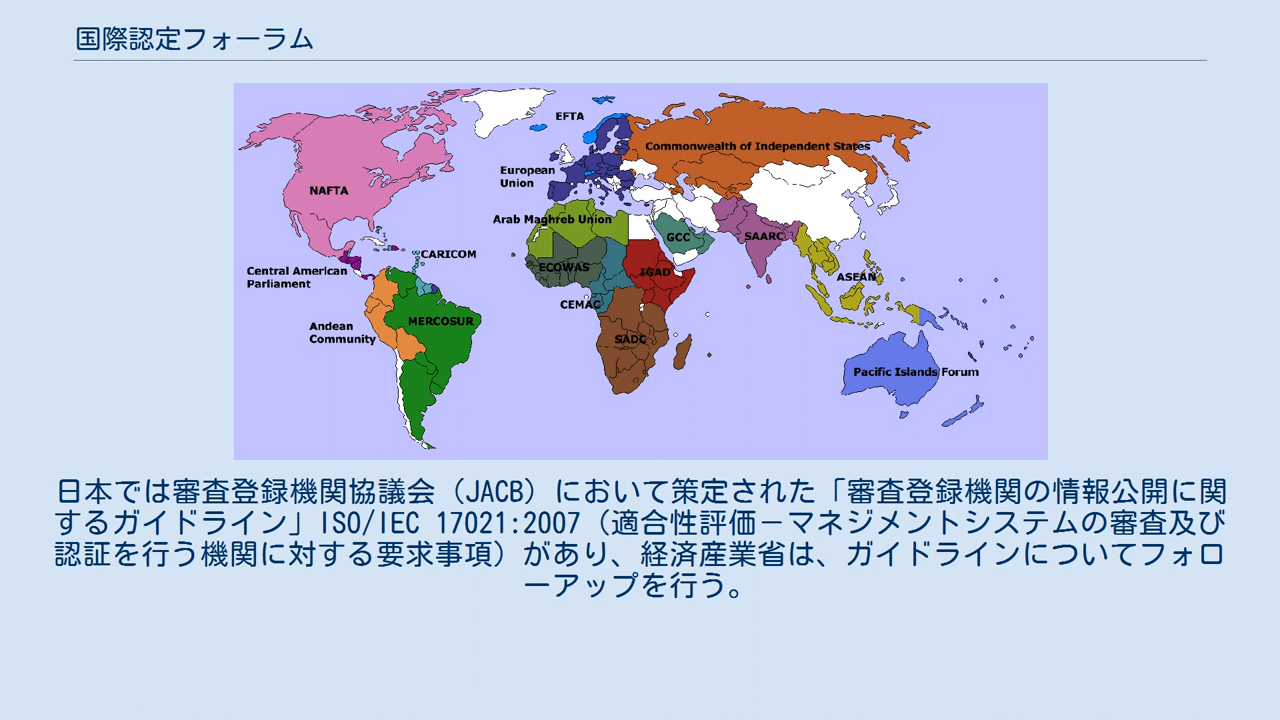 国際認定フォーラム
EFTA
Commonwealth of Independent States
European
Union
NAFTA
Arab Maghreb Union
GCC
SAARC
CARICOM
Central American
Parliament
ECOWAS
IGAD
ASEAN
CEMAC
MERCOSUR
Andean
Community
SADC
Pacific Islands Forum
日本では審査登録機関協議会（JACB）において策定された「審査登録機関の情報公開に関
するガイドライン」ISO/IEC 17021:2007（適合性評価－マネジメントシステムの審査及び
認証を行う機関に対する要求事項）があり、経済産業省は、ガイドラインについてフォロ
ーアップを行う。